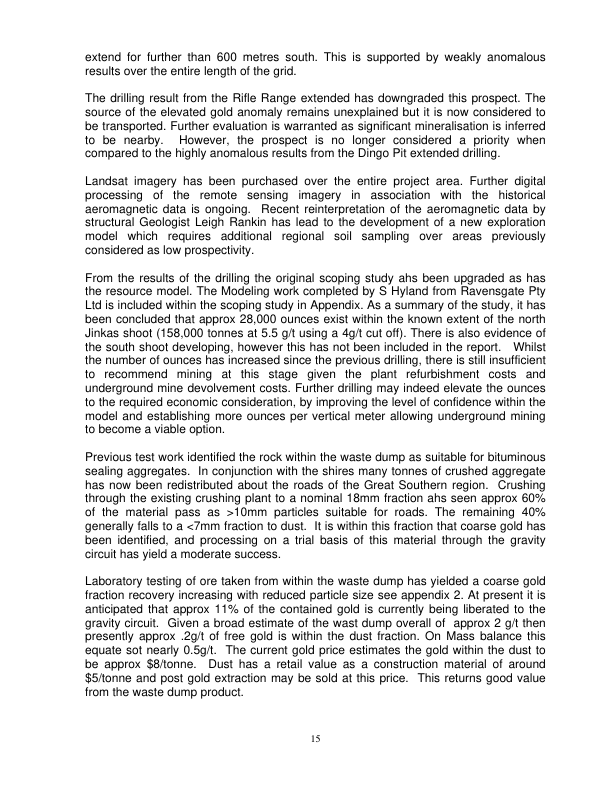 extend for further than 600 metres south. This is supported by weakly anomalous
results over the entire length of the grid.
The drilling result from the Rifle Range extended has downgraded this prospect. The
source of the elevated gold anomaly remains unexplained but it is now considered to
be transported. Further evaluation is warranted as significant mineralisation is inferred
to be nearby. However, the prospect is no longer considered a priority when
compared to the highly anomalous results from the Dingo Pit extended drilling.
Landsat imagery has been purchased over the entire project area. Further digital
processing of the remote sensing imagery in association with the historical
aeromagnetic data is ongoing. Recent reinterpretation of the aeromagnetic data by
structural Geologist Leigh Rankin has lead to the development of a new exploration
model which requires additional regional soil sampling over areas previously
considered as low prospectivity.
From the results of the drilling the original scoping study ahs been upgraded as has
the resource model. The Modeling work completed by S Hyland from Ravensgate Pty
Ltd is included within the scoping study in Appendix. As a summary of the study, it has
been concluded that approx 28,000 ounces exist within the known extent of the north
Jinkas shoot (158,000 tonnes at 5.5 g/t using a 4g/t cut off). There is also evidence of
the south shoot developing, however this has not been included in the report. Whilst
the number of ounces has increased since the previous drilling, there is still insufficient
to recommend mining at this stage given the plant refurbishment costs and
underground mine devolvement costs. Further drilling may indeed elevate the ounces
to the required economic consideration, by improving the level of confidence within the
model and establishing more ounces per vertical meter allowing underground mining
to become a viable option.
Previous test work identified the rock within the waste dump as suitable for bituminous
sealing aggregates. In conjunction with the shires many tonnes of crushed aggregate
has now been redistributed about the roads of the Great Southern region. Crushing
through the existing crushing plant to a nominal 18mm fraction ahs seen approx 60%
of the material pass as >10mm particles suitable for roads. The remaining 40%
generally falls to a <7mm fraction to dust. It is within this fraction that coarse gold has
been identified, and processing on a trial basis of this material through the gravity
circuit has yield a moderate success.
Laboratory testing of ore taken from within the waste dump has yielded a coarse gold
fraction recovery increasing with reduced particle size see appendix 2. At present it is
anticipated that approx 11% of the contained gold is currently being liberated to the
gravity circuit. Given a broad estimate of the wast dump overall of approx 2 g/t then
presently approx .2g/t of free gold is within the dust fraction. On Mass balance this
equate sot nearly 0.5g/t. The current gold price estimates the gold within the dust to
be approx $8/tonne. Dust has a retail value as a construction material of around
$5/tonne and post gold extraction may be sold at this price. This returns good value
from the waste dump product.
15